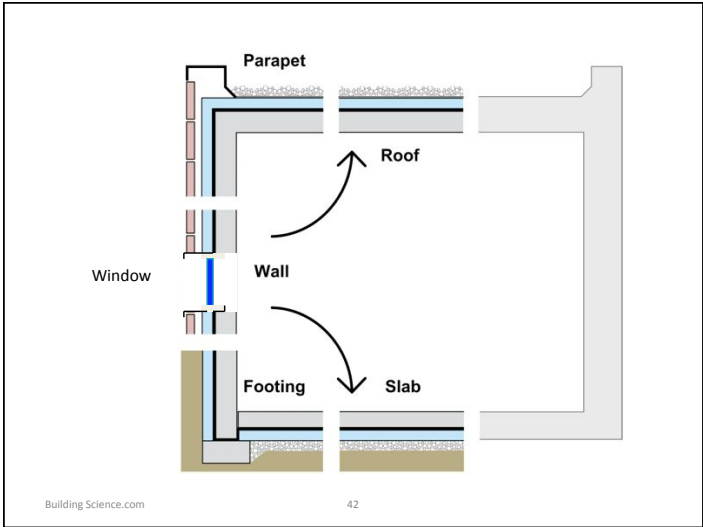 Parapet
Roof
Window
Wall
Footing
Slab
Building Science.com
42